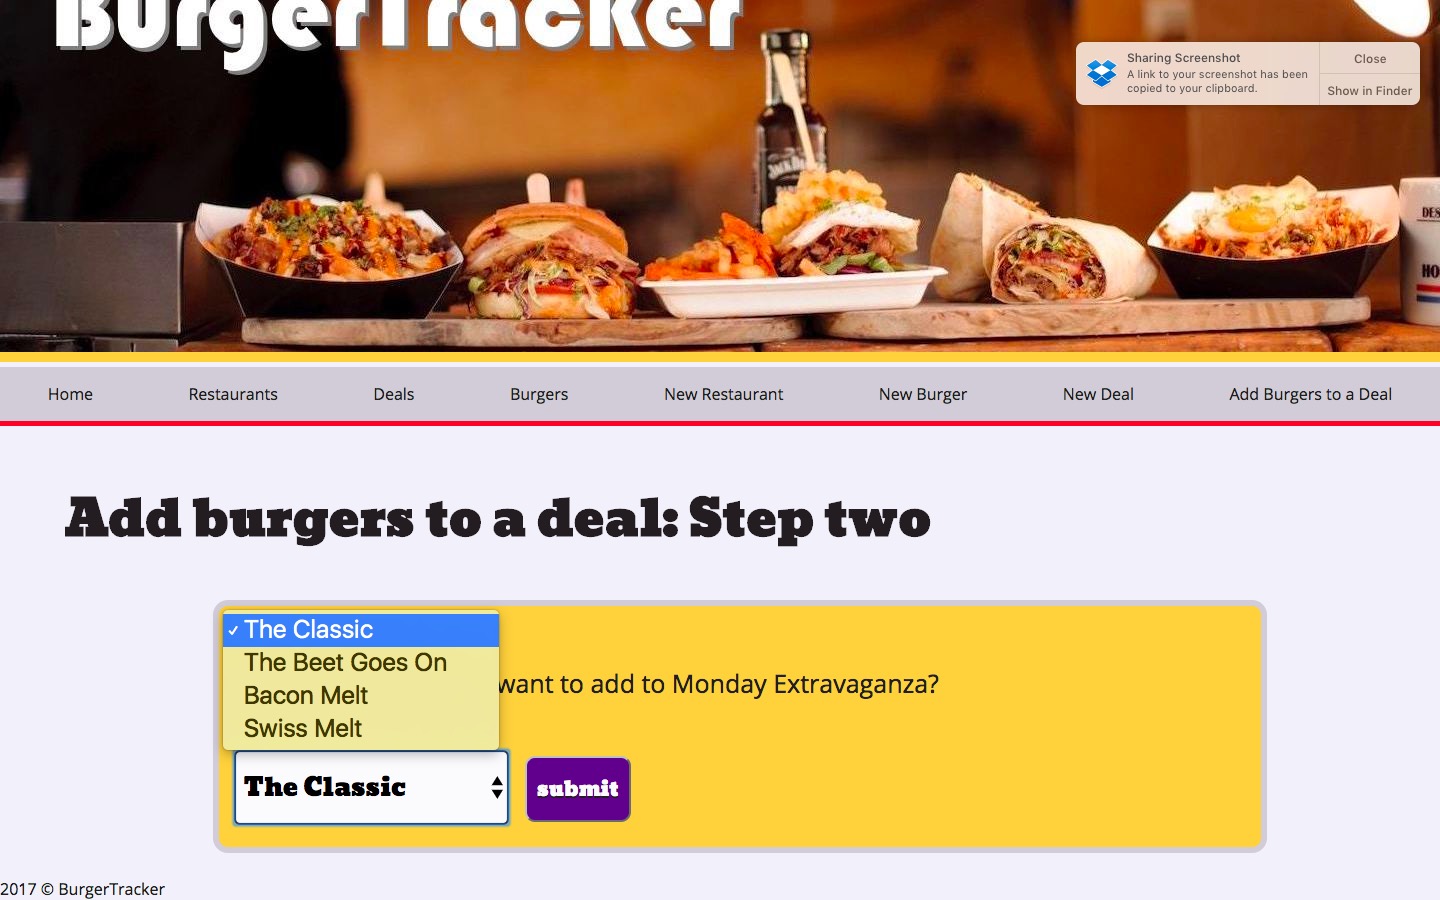 BurgerTracker
Sharing Screenshot
A link to your screenshot has been
copied to your clipboard.
Close
Show in Finder
JACK
DES
HO
Home
Restaurants
Deals
Burgers
New Restaurant
New Burger
New Deal
Add Burgers to a Deal
Add burgers to a deal: Step two
✓ The Classic
The Beet Goes On
Bacon Melt
Swiss Melt
want to add to Monday Extravaganza?
The Classic
submit
2017 © BurgerTracker